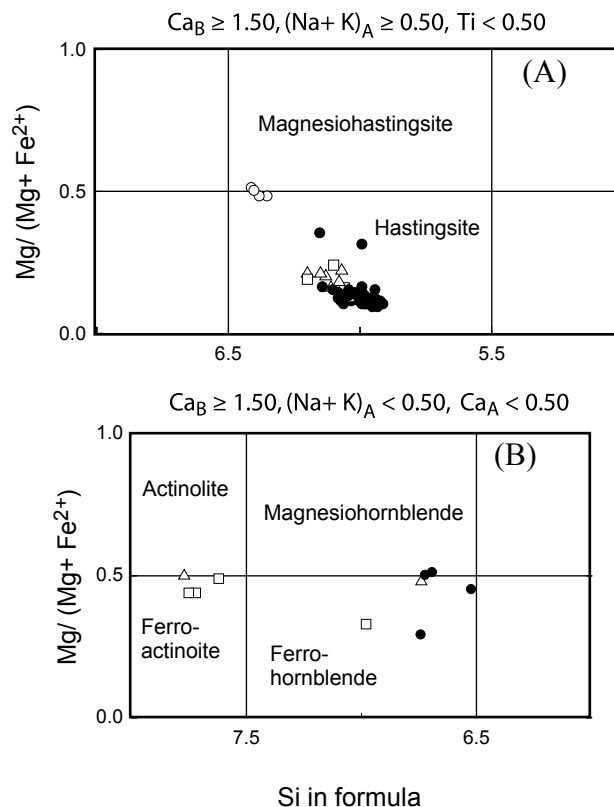 Ca_B ≥ 1.50, (Na+ K)_A ≥ 0.50, Ti < 0.50
1.0
(A)
Magnesiohastingsite
Mg/ (Mg+ Fe²⁺)
0.5
Hastingsite
0.0
6.5 5.5
Ca_B ≥ 1.50, (Na+ K)_A < 0.50, Ca_A < 0.50
1.0
(B)
Actinolite
Magnesiohornblende
Mg/ (Mg+ Fe²⁺)
0.5
Ferro-
actinoite
Ferro-
hornblende
0.0
7.5 6.5
Si in formula